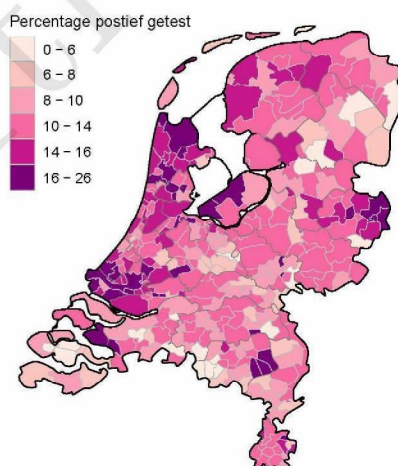 Percentage postief getest
0 – 6
6 – 8
8 – 10
10 – 14
14 – 16
16 – 26